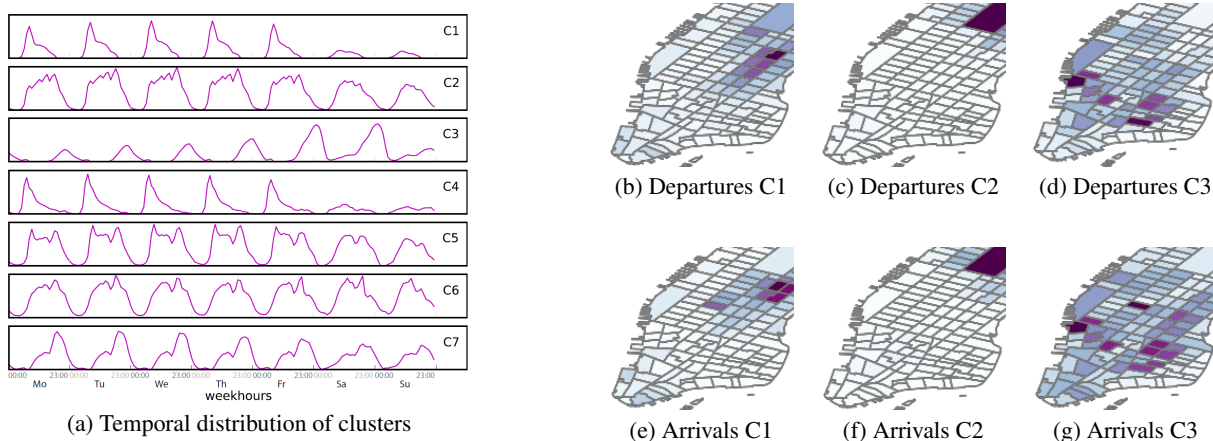 C1
C2
C3
C4
C5
C6
C7
00:00 23:00 00:00 23:00 00:00 23:00 00:00 23:00 00:00 23:00 00:00 23:00 00:00 23:00
Mo Tu We Th Fr Sa Su
weekhours
(a) Temporal distribution of clusters
(b) Departures C1
(c) Departures C2
(d) Departures C3
(e) Arrivals C1
(f) Arrivals C2
(g) Arrivals C3